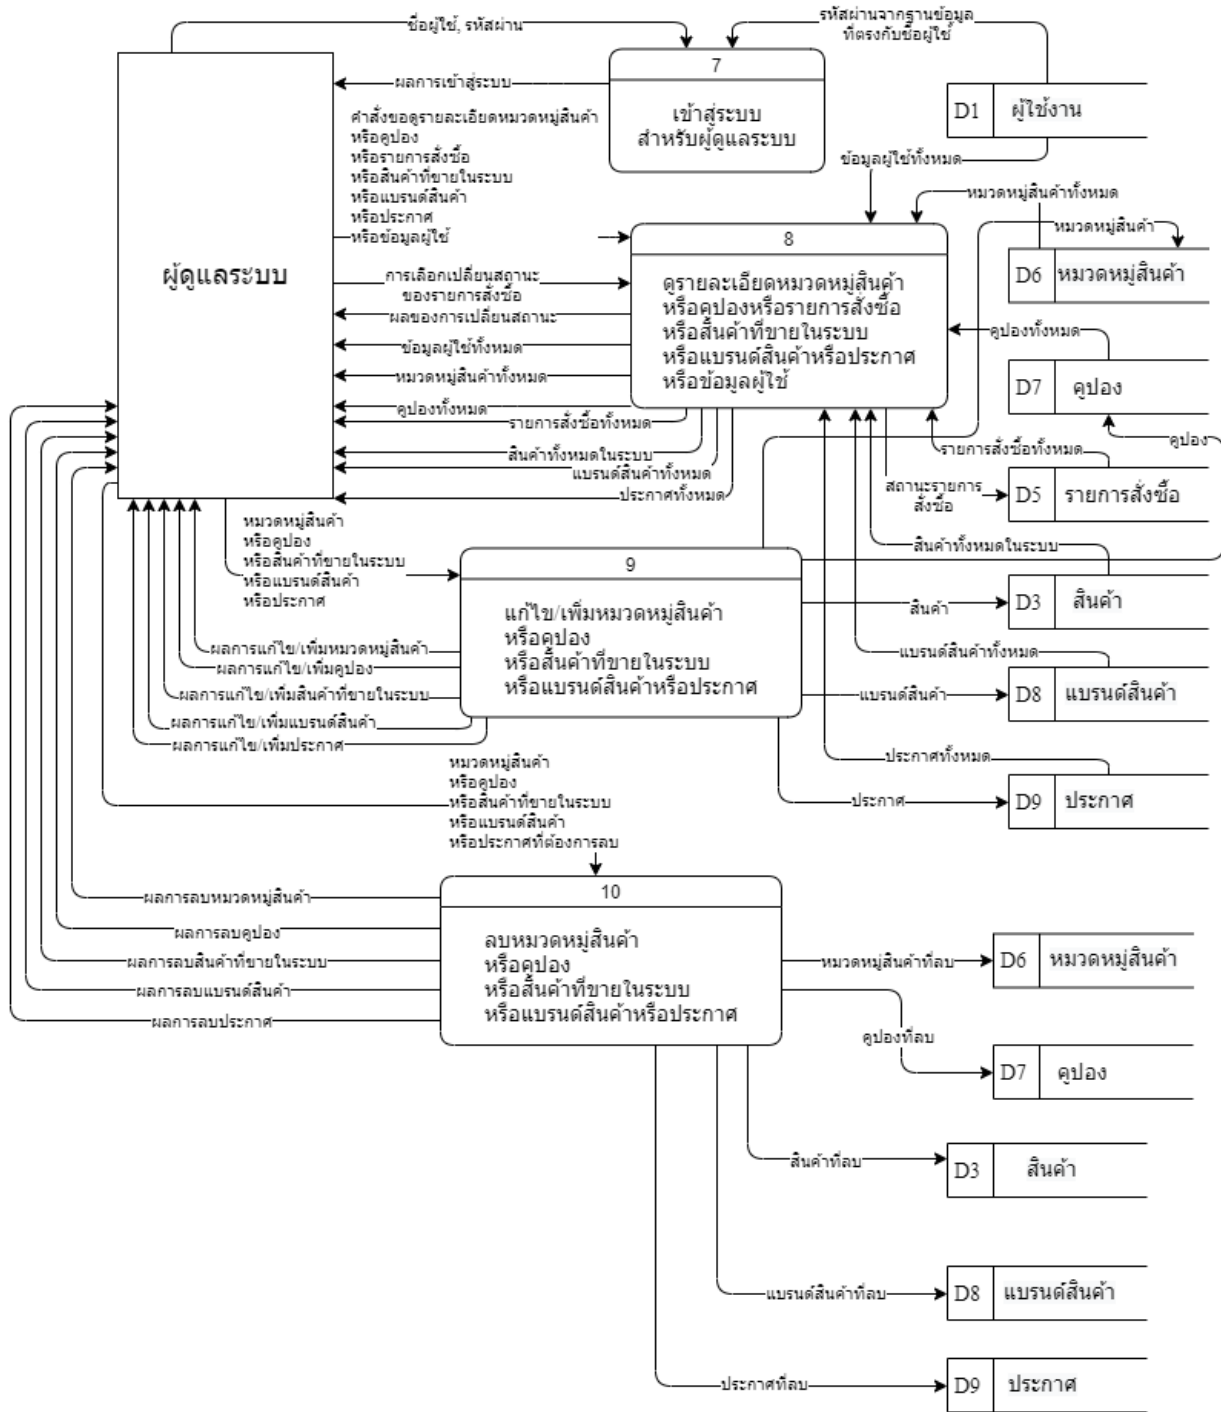 ชื่อผู้ใช้, รหัสผ่าน
รหัสผ่านจากฐานข้อมูล
ที่ตรงกับชื่อผู้ใช้
7
ผลการเข้าสู่ระบบ
เข้าสู่ระบบ
สำหรับผู้ดูแลระบบ
D1
ผู้ใช้งาน
คำสั่งขอดูรายละเอียดหมวดหมู่สินค้า
หรือคูปอง
หรือรายการสั่งซื้อ
หรือสินค้าที่ขายในระบบ
หรือแบรนด์สินค้า
หรือประกาศ
หรือข้อมูลผู้ใช้
ข้อมูลผู้ใช้ทั้งหมด
หมวดหมู่สินค้าทั้งหมด
หมวดหมู่สินค้า
ผู้ดูแลระบบ
8
ดูรายละเอียดหมวดหมู่สินค้า
หรือคูปองหรือรายการสั่งซื้อ
หรือสินค้าที่ขายในระบบ
หรือแบรนด์สินค้าหรือประกาศ
หรือข้อมูลผู้ใช้
D6
หมวดหมู่สินค้า
การเลือกเปลี่ยนสถานะ
ของรายการสั่งซื้อ
ผลของการเปลี่ยนสถานะ
ข้อมูลผู้ใช้ทั้งหมด
หมวดหมู่สินค้าทั้งหมด
คูปองทั้งหมด
รายการสั่งซื้อทั้งหมด
สินค้าทั้งหมดในระบบ
แบรนด์สินค้าทั้งหมด
ประกาศทั้งหมด
คูปองทั้งหมด
D7
คูปอง
คูปอง
รายการสั่งซื้อทั้งหมด
สถานะรายการ
สั่งซื้อ
D5
รายการสั่งซื้อ
หมวดหมู่สินค้า
หรือคูปอง
หรือสินค้าที่ขายในระบบ
หรือแบรนด์สินค้า
หรือประกาศ
9
แก้ไข/เพิ่มหมวดหมู่สินค้า
หรือคูปอง
หรือสินค้าที่ขายในระบบ
หรือแบรนด์สินค้าหรือประกาศ
สินค้าทั้งหมดในระบบ
สินค้า
D3
สินค้า
แบรนด์สินค้าทั้งหมด
แบรนด์สินค้า
D8
แบรนด์สินค้า
ประกาศทั้งหมด
ประกาศ
D9
ประกาศ
ผลการแก้ไข/เพิ่มหมวดหมู่สินค้า
ผลการแก้ไข/เพิ่มคูปอง
ผลการแก้ไข/เพิ่มสินค้าที่ขายในระบบ
ผลการแก้ไข/เพิ่มแบรนด์สินค้า
ผลการแก้ไข/เพิ่มประกาศ
หมวดหมู่สินค้า
หรือคูปอง
หรือสินค้าที่ขายในระบบ
หรือแบรนด์สินค้า
หรือประกาศที่ต้องการลบ
10
ลบหมวดหมู่สินค้า
หรือคูปอง
หรือสินค้าที่ขายในระบบ
หรือแบรนด์สินค้าหรือประกาศ
ผลการลบหมวดหมู่สินค้า
ผลการลบคูปอง
ผลการลบสินค้าที่ขายในระบบ
ผลการลบแบรนด์สินค้า
ผลการลบประกาศ
หมวดหมู่สินค้าที่ลบ
D6
หมวดหมู่สินค้า
คูปองที่ลบ
D7
คูปอง
สินค้าที่ลบ
D3
สินค้า
แบรนด์สินค้าที่ลบ
D8
แบรนด์สินค้า
ประกาศที่ลบ
D9
ประกาศ